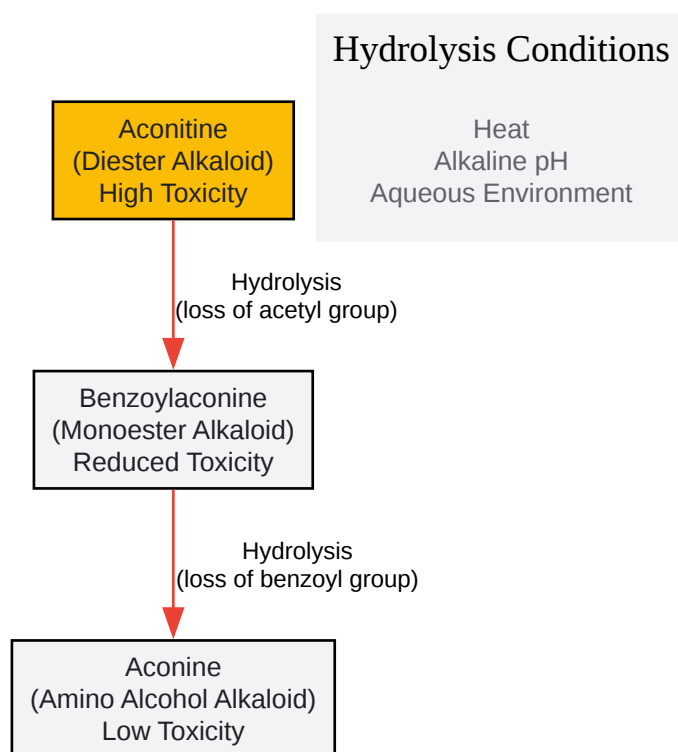 Hydrolysis Conditions
Heat
Alkaline pH
Aqueous Environment
Aconitine
(Diester Alkaloid)
High Toxicity
Hydrolysis
(loss of acetyl group)
Benzoylaconine
(Monoester Alkaloid)
Reduced Toxicity
Hydrolysis
(loss of benzoyl group)
Aconine
(Amino Alcohol Alkaloid)
Low Toxicity